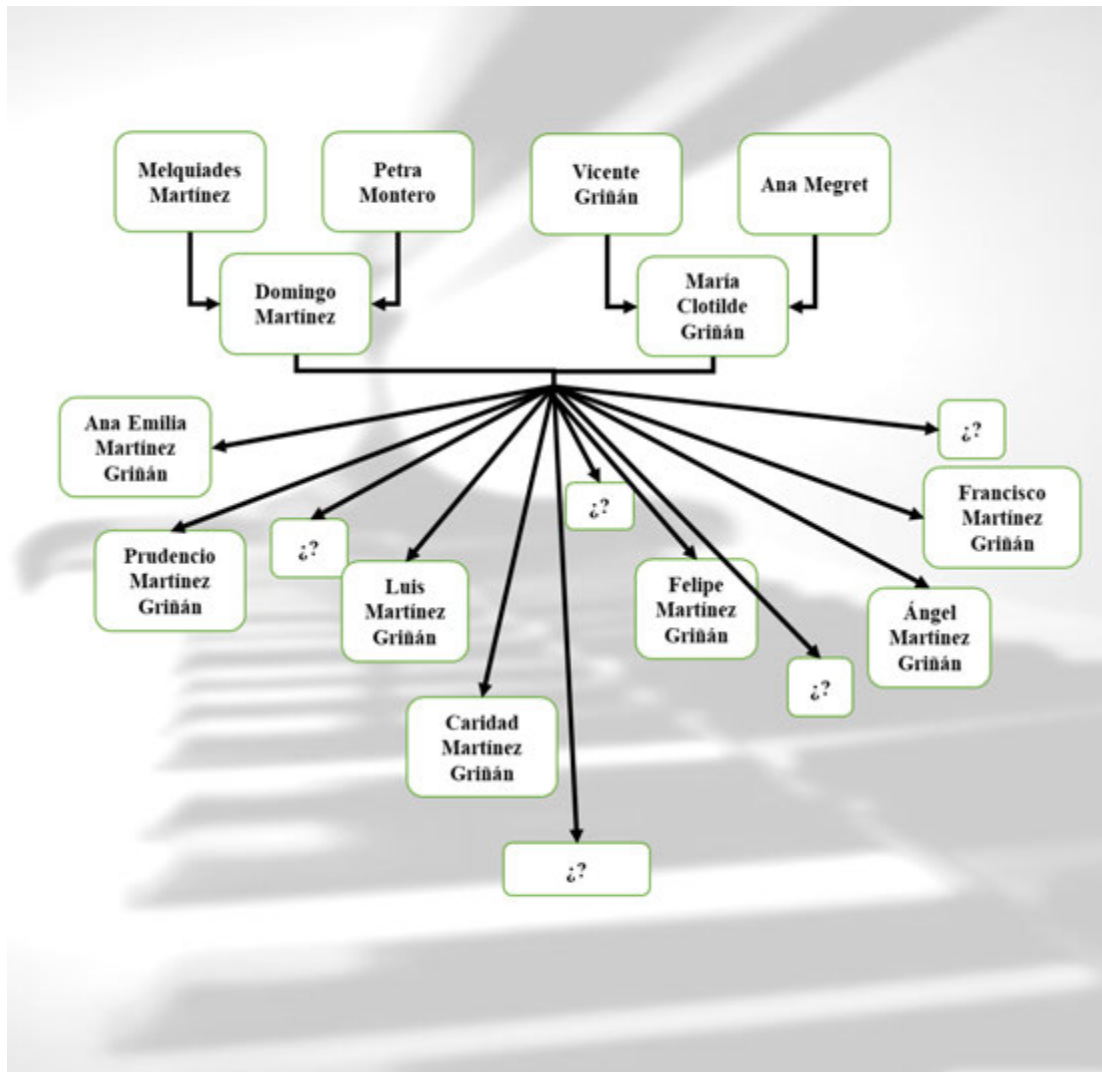 Melquiades
Martínez
Petra
Montero
Vicente
Griñán
Ana Megret
Domingo
Martínez
María
Clotilde
Griñán
Ana Emilia
Martínez
Griñán
¿?
Francisco
Martínez
Griñán
¿?
Prudencio
Martínez
Griñán
¿?
Luis
Martínez
Griñán
Felipe
Martínez
Griñán
Ángel
Martínez
Griñán
¿?
Caridad
Martínez
Griñán
¿?